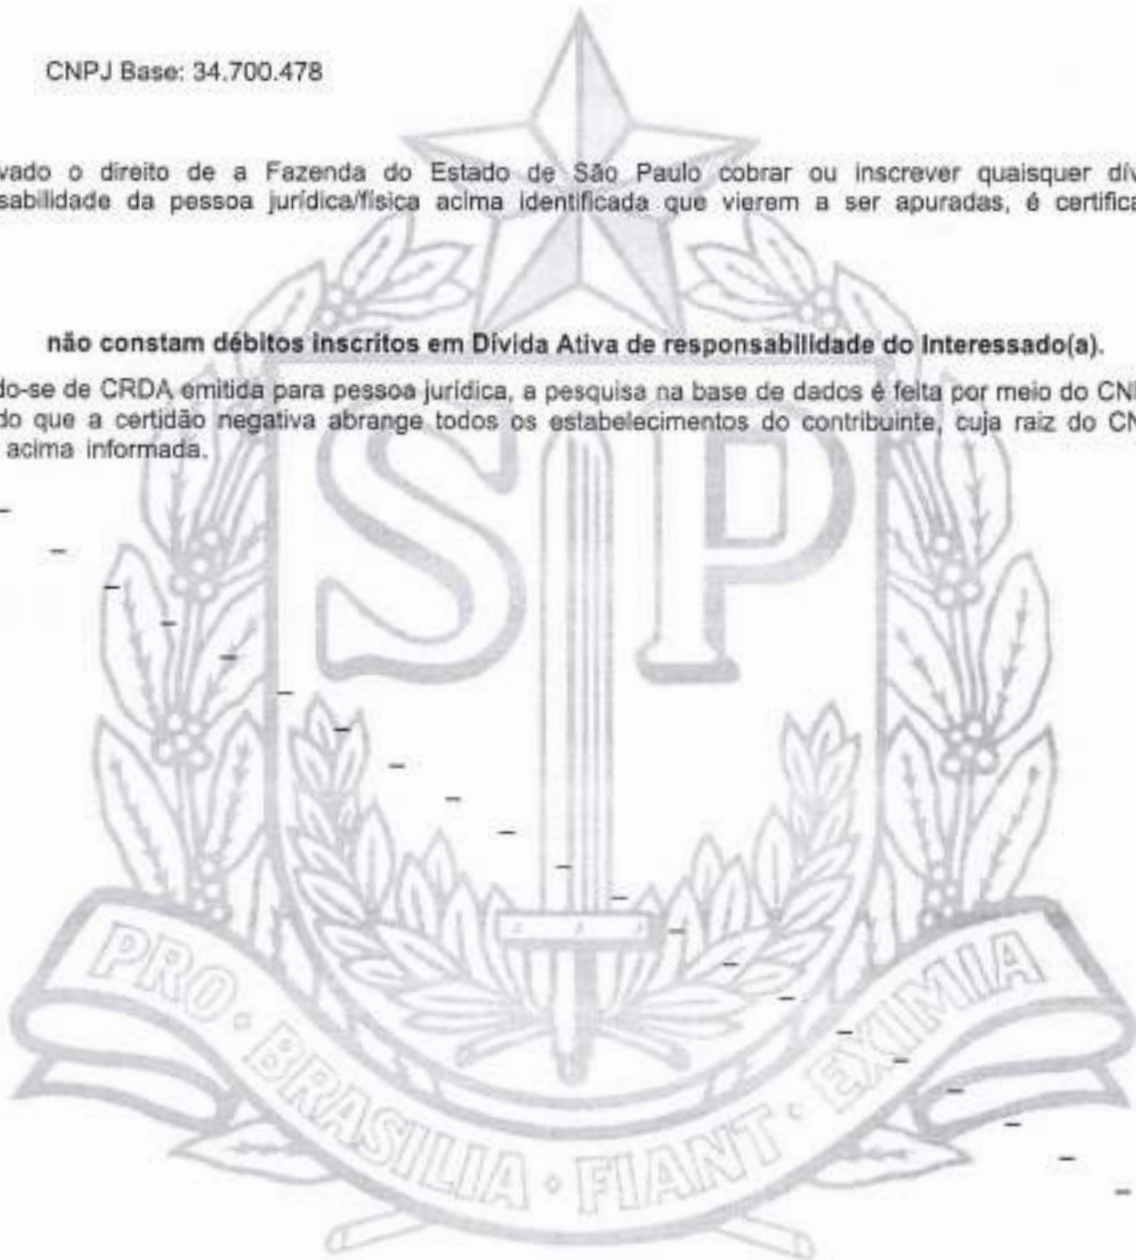 CNPJ Base: 34.700.478
vado o direito de a Fazenda do Estado de São Paulo cobrar ou inscrever quaisquer dív
sabilidade da pessoa jurídica/física acima identificada que vierem a ser apuradas, é certifica
não constam débitos inscritos em Dívida Ativa de responsabilidade do Interessado(a).
do-se de CRDA emitida para pessoa jurídica, a pesquisa na base de dados é feita por meio do CN
do que a certidão negativa abrange todos os estabelecimentos do contribuinte, cuja raiz do CN
acima informada.
SP
PRO · BRASILIA · FIANT · EXIMIA